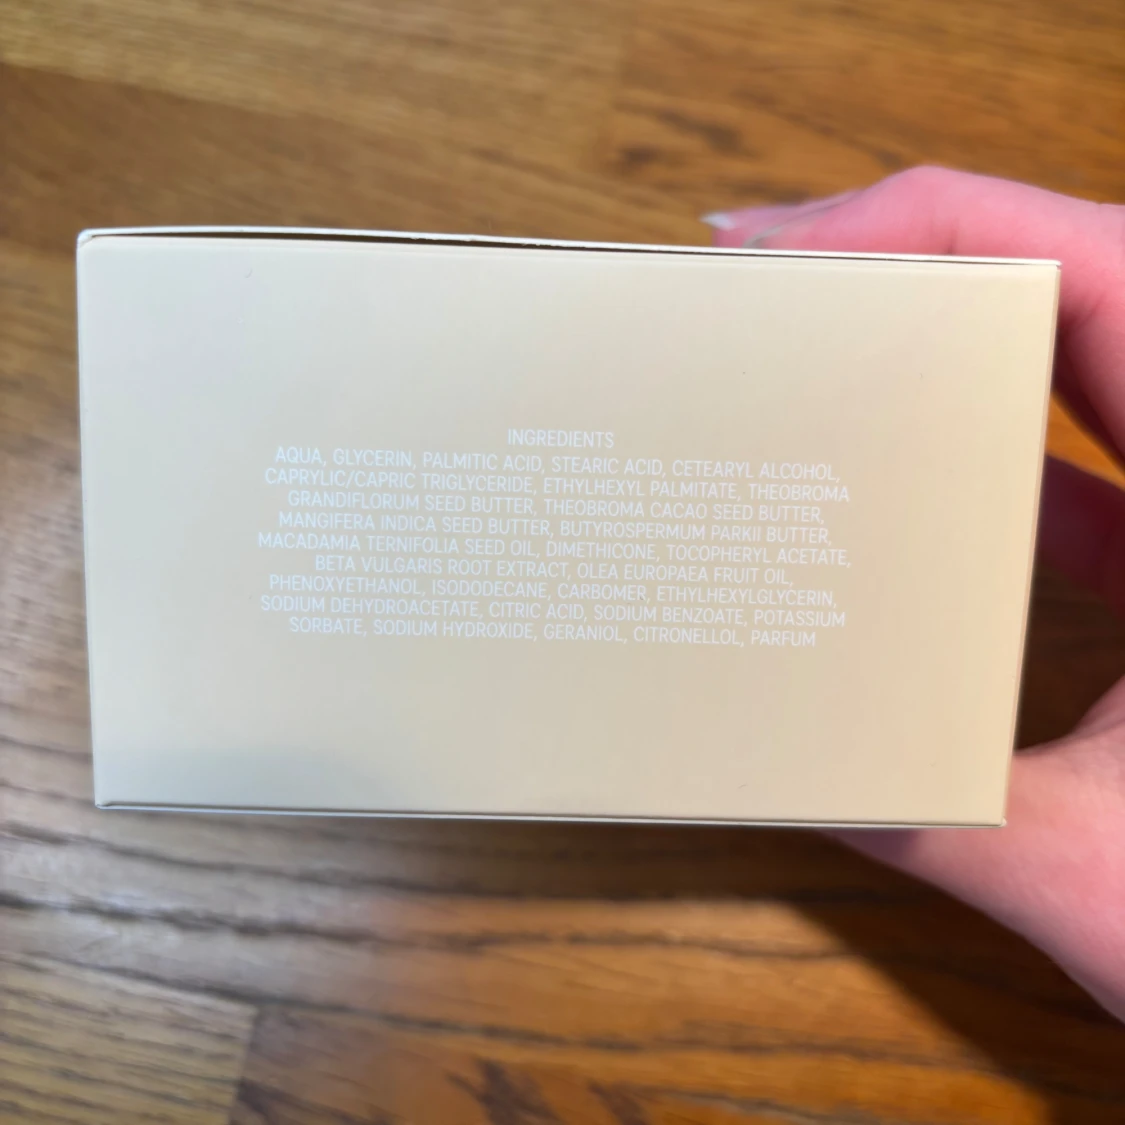 INGREDIENTS
AQUA, GLYCERIN, PALMITIC ACID, STEARIC ACID, CETEARYL ALCOHOL,
CAPRYLIC/CAPRIC TRIGLYCERIDE, ETHYLHEXYL PALMITATE, THEOBROMA
GRANDIFLORUM SEED BUTTER, THEOBROMA CACAO SEED BUTTER,
MANGIFERA INDICA SEED BUTTER, BUTYROSPERMUM PARKII BUTTER,
MACADAMIA TERNIFOLIA SEED OIL, DIMETHICONE, TOCOPHERYL ACETATE,
BETA VULGARIS ROOT EXTRACT, OLEA EUROPAEA FRUIT OIL,
PHENOXYETHANOL, ISODODECANE, CARBOMER, ETHYLHEXYLGLYCERIN,
SODIUM DEHYDROACETATE, CITRIC ACID, SODIUM BENZOATE, POTASSIUM
SORBATE, SODIUM HYDROXIDE, GERANIOL, CITRONELLOL, PARFUM